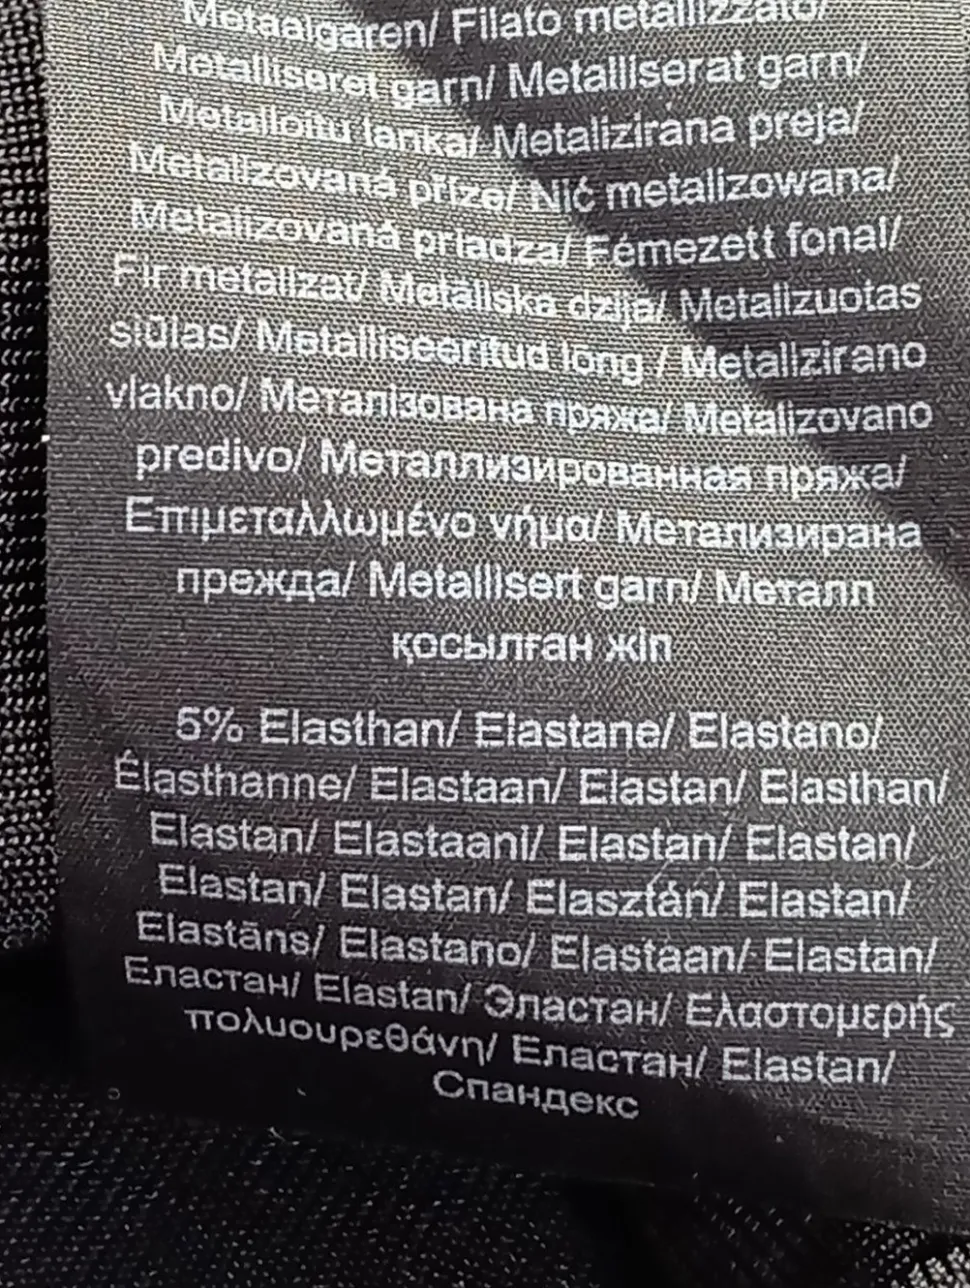 Metaalgaren/ Filato metallizzato/
Metalliseret garn/ Metalliserat garn/
Metalloitu lanka/ Metalizirana preja/
Metalizovaná příze/ Nić metalizowana/
Metalizovaná priadza/ Fémezett fonal/
Fir metalizat/ Metāliska dzija/ Metalizuotas
siūlas/ Metalliseeritud lõng / Metalizirano
vlakno/ Металізована пряжа/ Metalizovano
predivo/ Металлизированная пряжа/
Επιμεταλλωμένο νήμα/ Метализирана
прежда/ Metallisert garn/ Металл
қосылған жіп
5% Elasthan/ Elastane/ Elastano/
Élasthanne/ Elastaan/ Elastan/ Elasthan/
Elastan/ Elastaani/ Elastan/ Elastan/
Elastan/ Elastan/ Elasztán/ Elastan/
Elastāns/ Elastano/ Elastaan/ Elastan/
Еластан/ Elastan/ Эластан/ Ελαστομερής
πολυουρεθάνη/ Еластан/ Elastan/
Спандекс